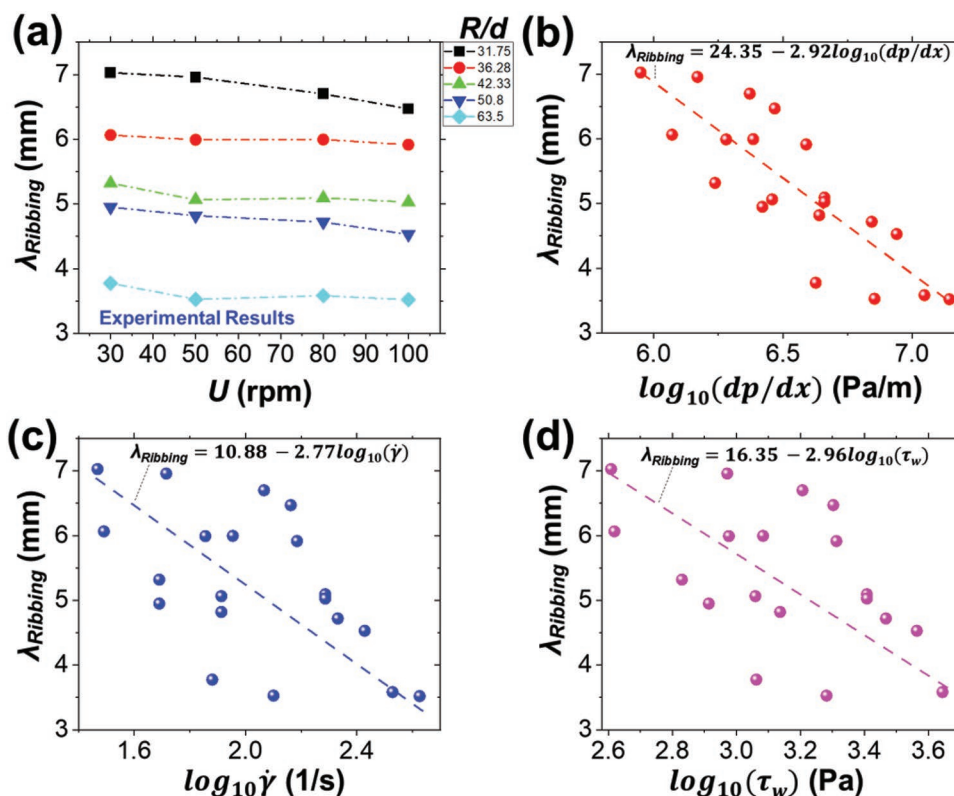 (a)
R/d
31.75
36.28
42.33
50.8
63.5
7
6
5
4
3
λRibbing (mm)
Experimental Results
30 40 50 60 70 80 90 100
U (rpm)
(b)
λRibbing = 24.35 − 2.92log10(dp/dx)
7
6
5
4
3
λRibbing (mm)
6.0 6.5 7.0
log10(dp/dx) (Pa/m)
(c)
λRibbing = 10.88 − 2.77log10(γ̇)
7
6
5
4
3
λRibbing (mm)
1.6 2.0 2.4
log10γ̇ (1/s)
(d)
λRibbing = 16.35 − 2.96log10(τw)
7
6
5
4
3
λRibbing (mm)
2.6 2.8 3.0 3.2 3.4 3.6
log10(τw) (Pa)